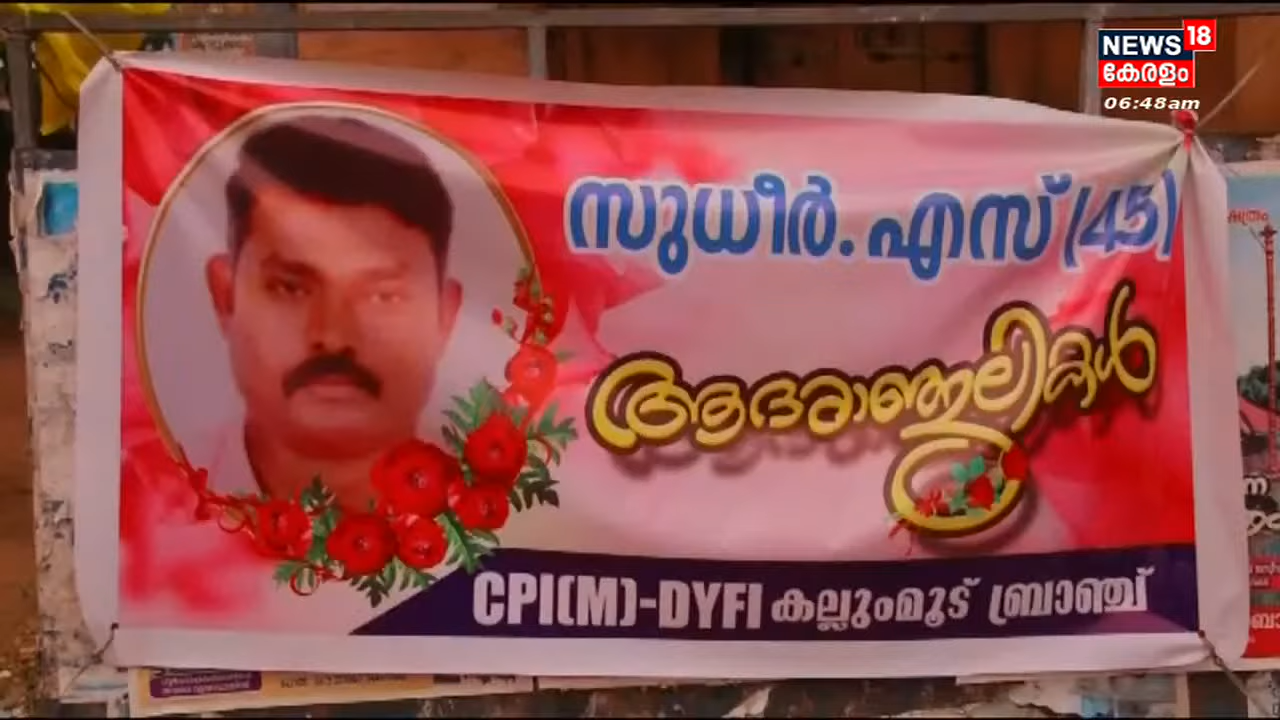 NEWS 18
കേരളം
06:48am
സുധീർ. എസ് (45)
ആദരാഞ്ജലികൾ
CPI(M)-DYFI കല്ലുംമൂട് ബ്രാഞ്ച്